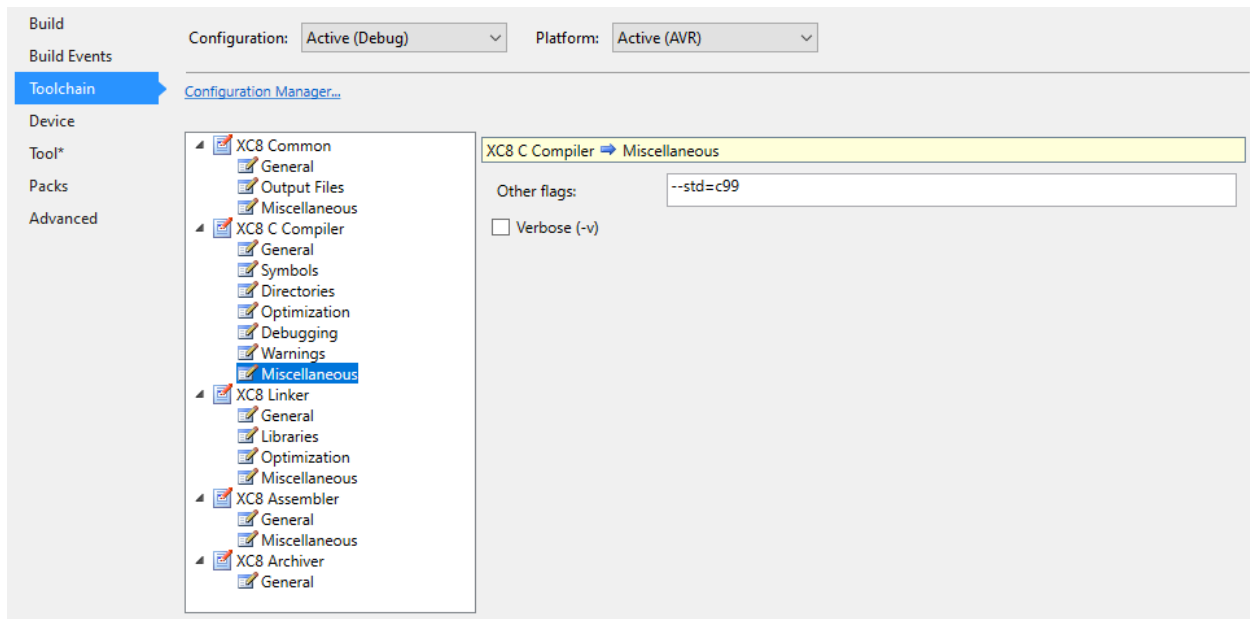 Build
Build Events
Toolchain
Device
Tool*
Packs
Advanced
Configuration: Active (Debug) Platform: Active (AVR)
Configuration Manager...
XC8 Common
General
Output Files
Miscellaneous
XC8 C Compiler
General
Symbols
Directories
Optimization
Debugging
Warnings
Miscellaneous
XC8 Linker
General
Libraries
Optimization
Miscellaneous
XC8 Assembler
General
Miscellaneous
XC8 Archiver
General
XC8 C Compiler Miscellaneous
Other flags: --std=c99
Verbose (-v)